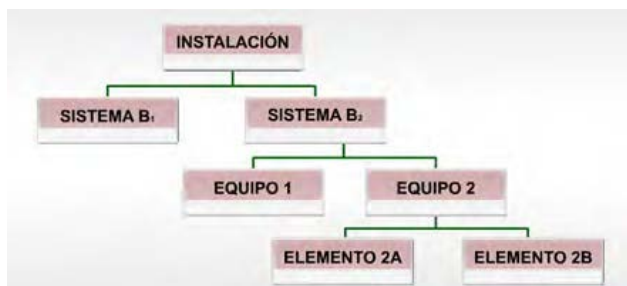 INSTALACIÓN
SISTEMA B₁
SISTEMA B₂
EQUIPO 1
EQUIPO 2
ELEMENTO 2A
ELEMENTO 2B